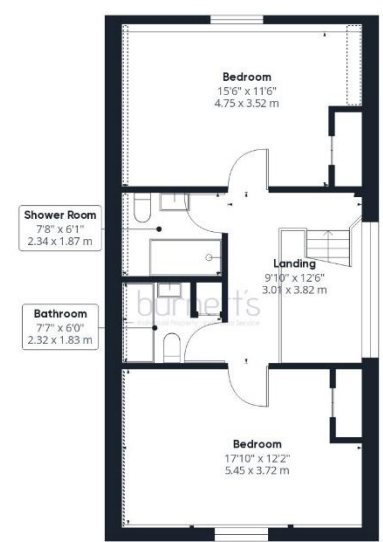 Bedroom
15'6" x 11'6"
4.75 x 3.52 m
Shower Room
7'8" x 6'1"
2.34 x 1.87 m
Landing
9'10" x 12'6"
3.01 x 3.82 m
burnett's
Bathroom
7'7" x 6'0"
2.32 x 1.83 m
Bedroom
17'10" x 12'2"
5.45 x 3.72 m